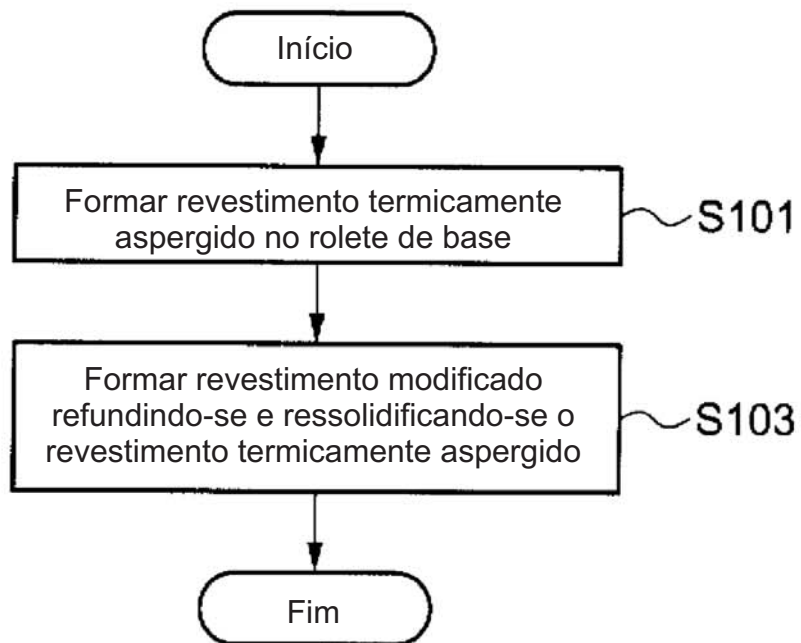 Início
Formar revestimento termicamente
aspergido no rolete de base
S101
Formar revestimento modificado
refundindo-se e ressolidificando-se o
revestimento termicamente aspergido
S103
Fim